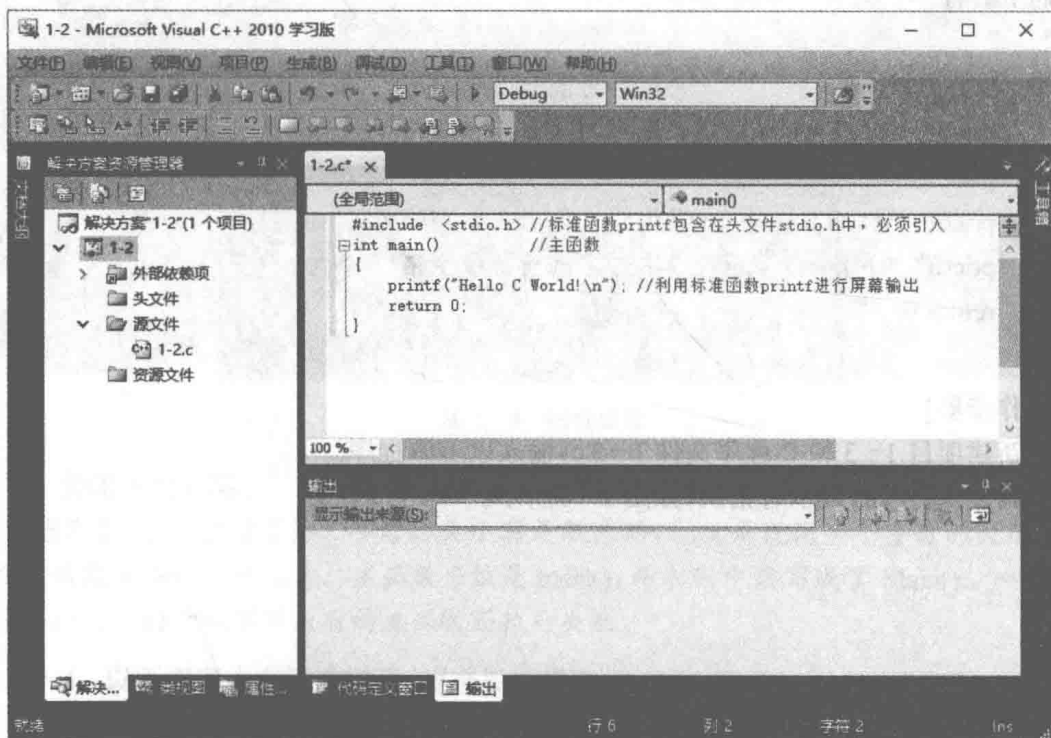 1-2 - Microsoft Visual C++ 2010 学习版
文件(F) 编辑(E) 视图(V) 项目(P) 生成(B) 调试(D) 工具(T) 窗口(W) 帮助(H)
Debug Win32
解决方案资源管理器
解决方案"1-2"(1 个项目)
1-2
外部依赖项
头文件
源文件
1-2.c
资源文件
1-2.c*
(全局范围) main()
#include <stdio.h> //标准函数printf包含在头文件stdio.h中，必须引入
int main() //主函数
{
printf("Hello C World!\n"); //利用标准函数printf进行屏幕输出
return 0;
}
100 %
输出
显示输出来源(S):
工具箱
解决... 类视图 属性... 代码定义窗口 输出
就绪 行 6 列 2 字符 2 Ins